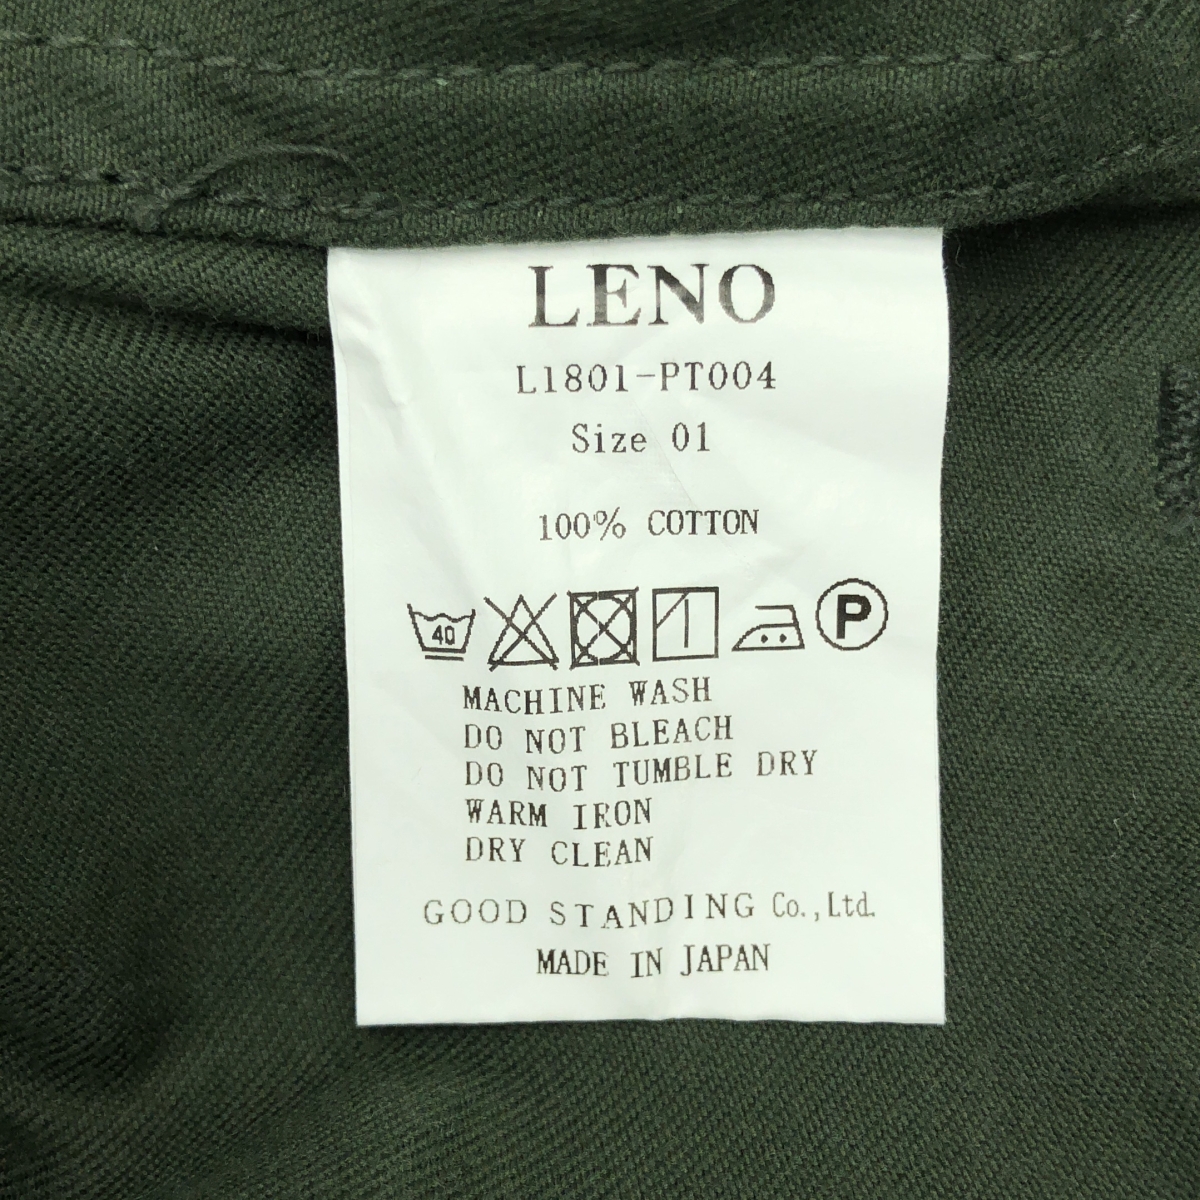 LENO
L1801-PT004
Size 01
100% COTTON
40 P
MACHINE WASH
DO NOT BLEACH
DO NOT TUMBLE DRY
WARM IRON
DRY CLEAN
GOOD STANDING Co.,Ltd.
MADE IN JAPAN